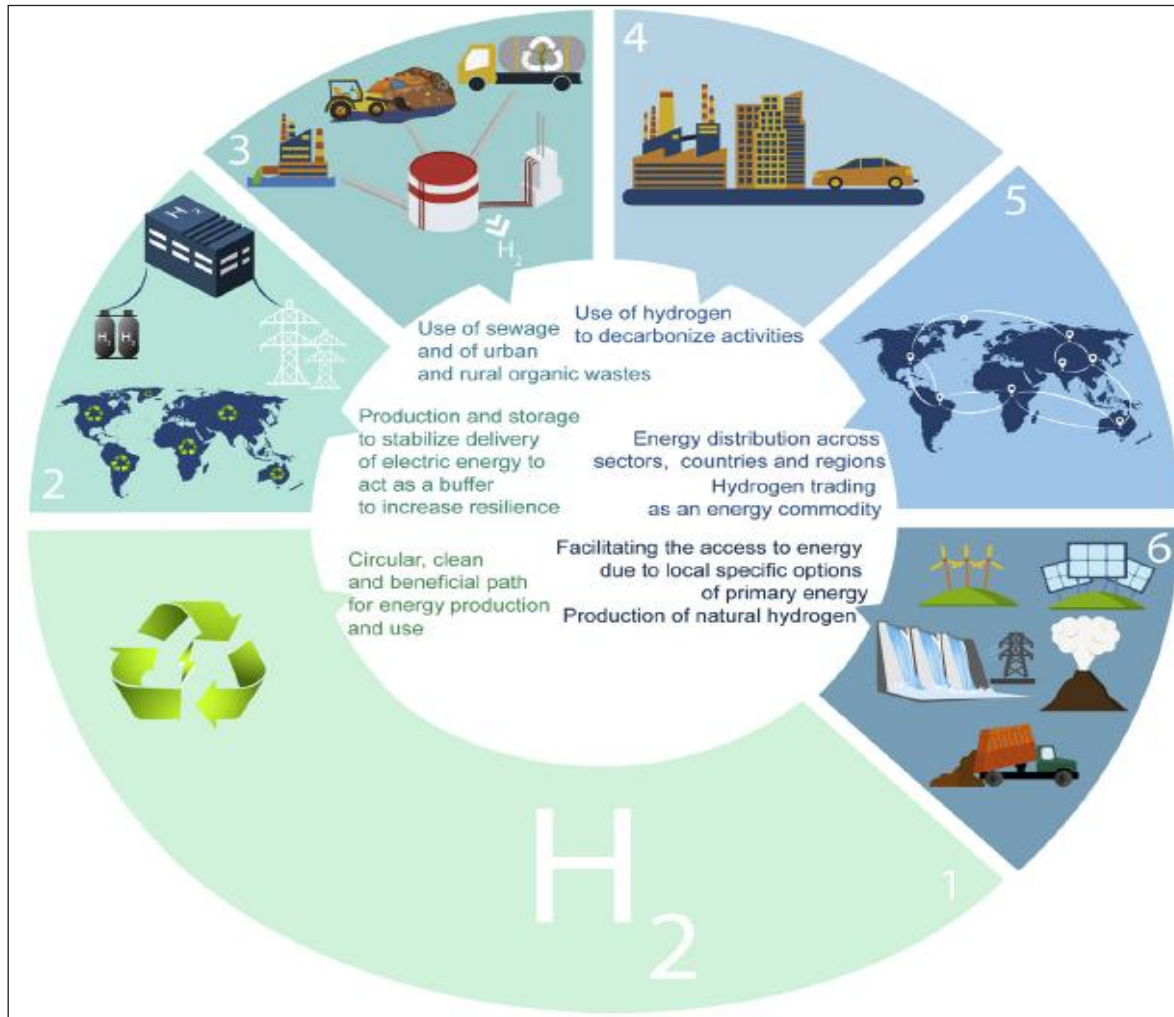 3
4
5
2
6
1
H2
H2
H2
H2
Use of sewage
and of urban
and rural organic wastes
Use of hydrogen
to decarbonize activities
Production and storage
to stabilize delivery
of electric energy to
act as a buffer
to increase resilience
Energy distribution across
sectors, countries and regions
Hydrogen trading
as an energy commodity
Circular, clean
and beneficial path
for energy production
and use
Facilitating the access to energy
due to local specific options
of primary energy
Production of natural hydrogen
H2